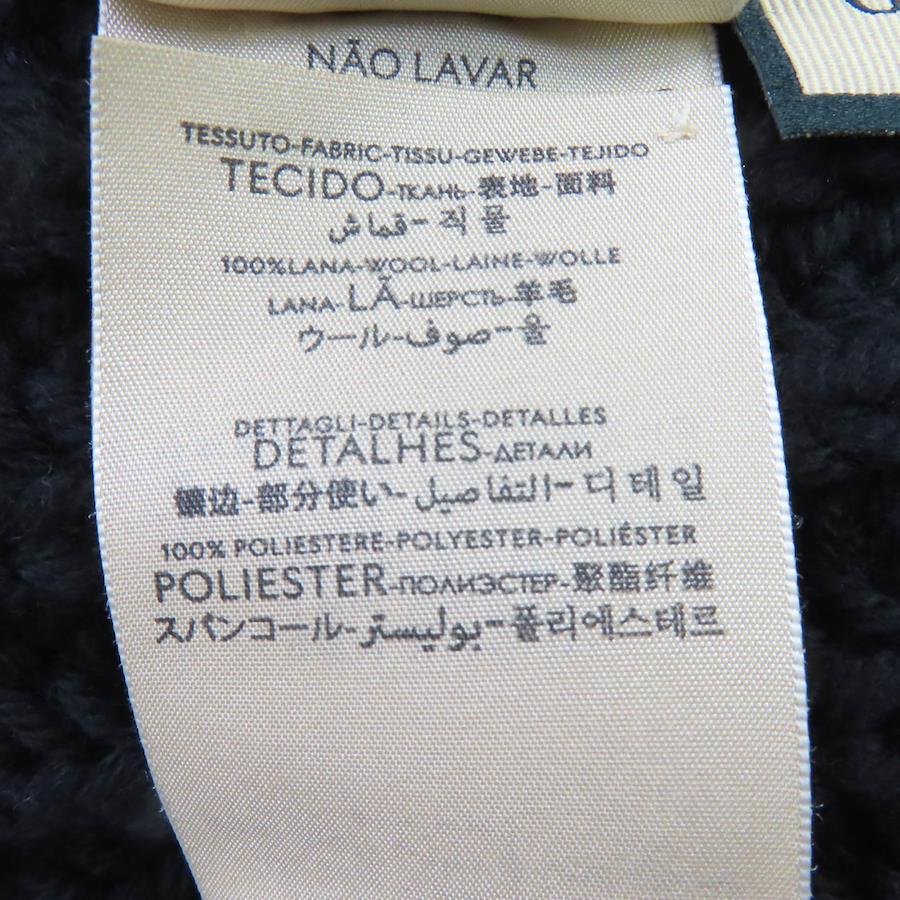 NÃO LAVAR
TESSUTO-FABRIC-TISSU-GEWEBE-TEJIDO
TECIDO-ТКАНЬ-表地-面料
قماش-직물
100%LANA-WOOL-LAINE-WOLLE
LANA-LÃ-ШЕРСТЬ-羊毛
ウール-صوف-울
DETTAGLI-DETAILS-DETALLES
DETALHES-ДЕТАЛИ
镶边-部分使い-التفاصيل-디테일
100% POLIESTERE-POLYESTER-POLIÉSTER
POLIESTER-ПОЛИЭСТЕР-聚酯纤维
スパンコール-بوليستر-폴리에스테르